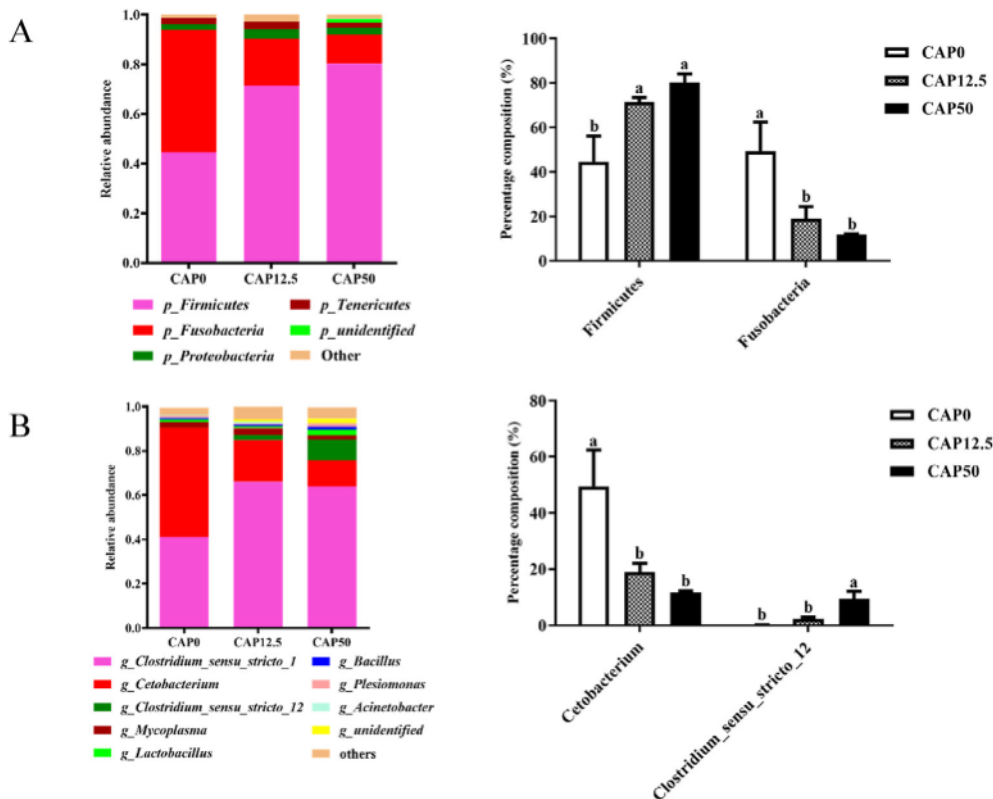 A
Relative abundance
1.0
0.8
0.6
0.4
0.2
0.0
CAP0 CAP12.5 CAP50
p_Firmicutes p_Tenericutes
p_Fusobacteria p_unidentified
p_Proteobacteria Other
Percentage composition (%)
100
80
60
40
20
0
b a a a b b
Firmicutes Fusobacteria
CAP0
CAP12.5
CAP50
B
Relative abundance
1.0
0.8
0.6
0.4
0.2
0.0
CAP0 CAP12.5 CAP50
g_Clostridium_sensu_stricto_1 g_Bacillus
g_Cetobacterium g_Plesiomonas
g_Clostridium_sensu_stricto_12 g_Acinetobacter
g_Mycoplasma g_unidentified
g_Lactobacillus others
Percentage composition (%)
80
60
40
20
0
a b b b b a
Cetobacterium Clostridium_sensu_stricto_12
CAP0
CAP12.5
CAP50